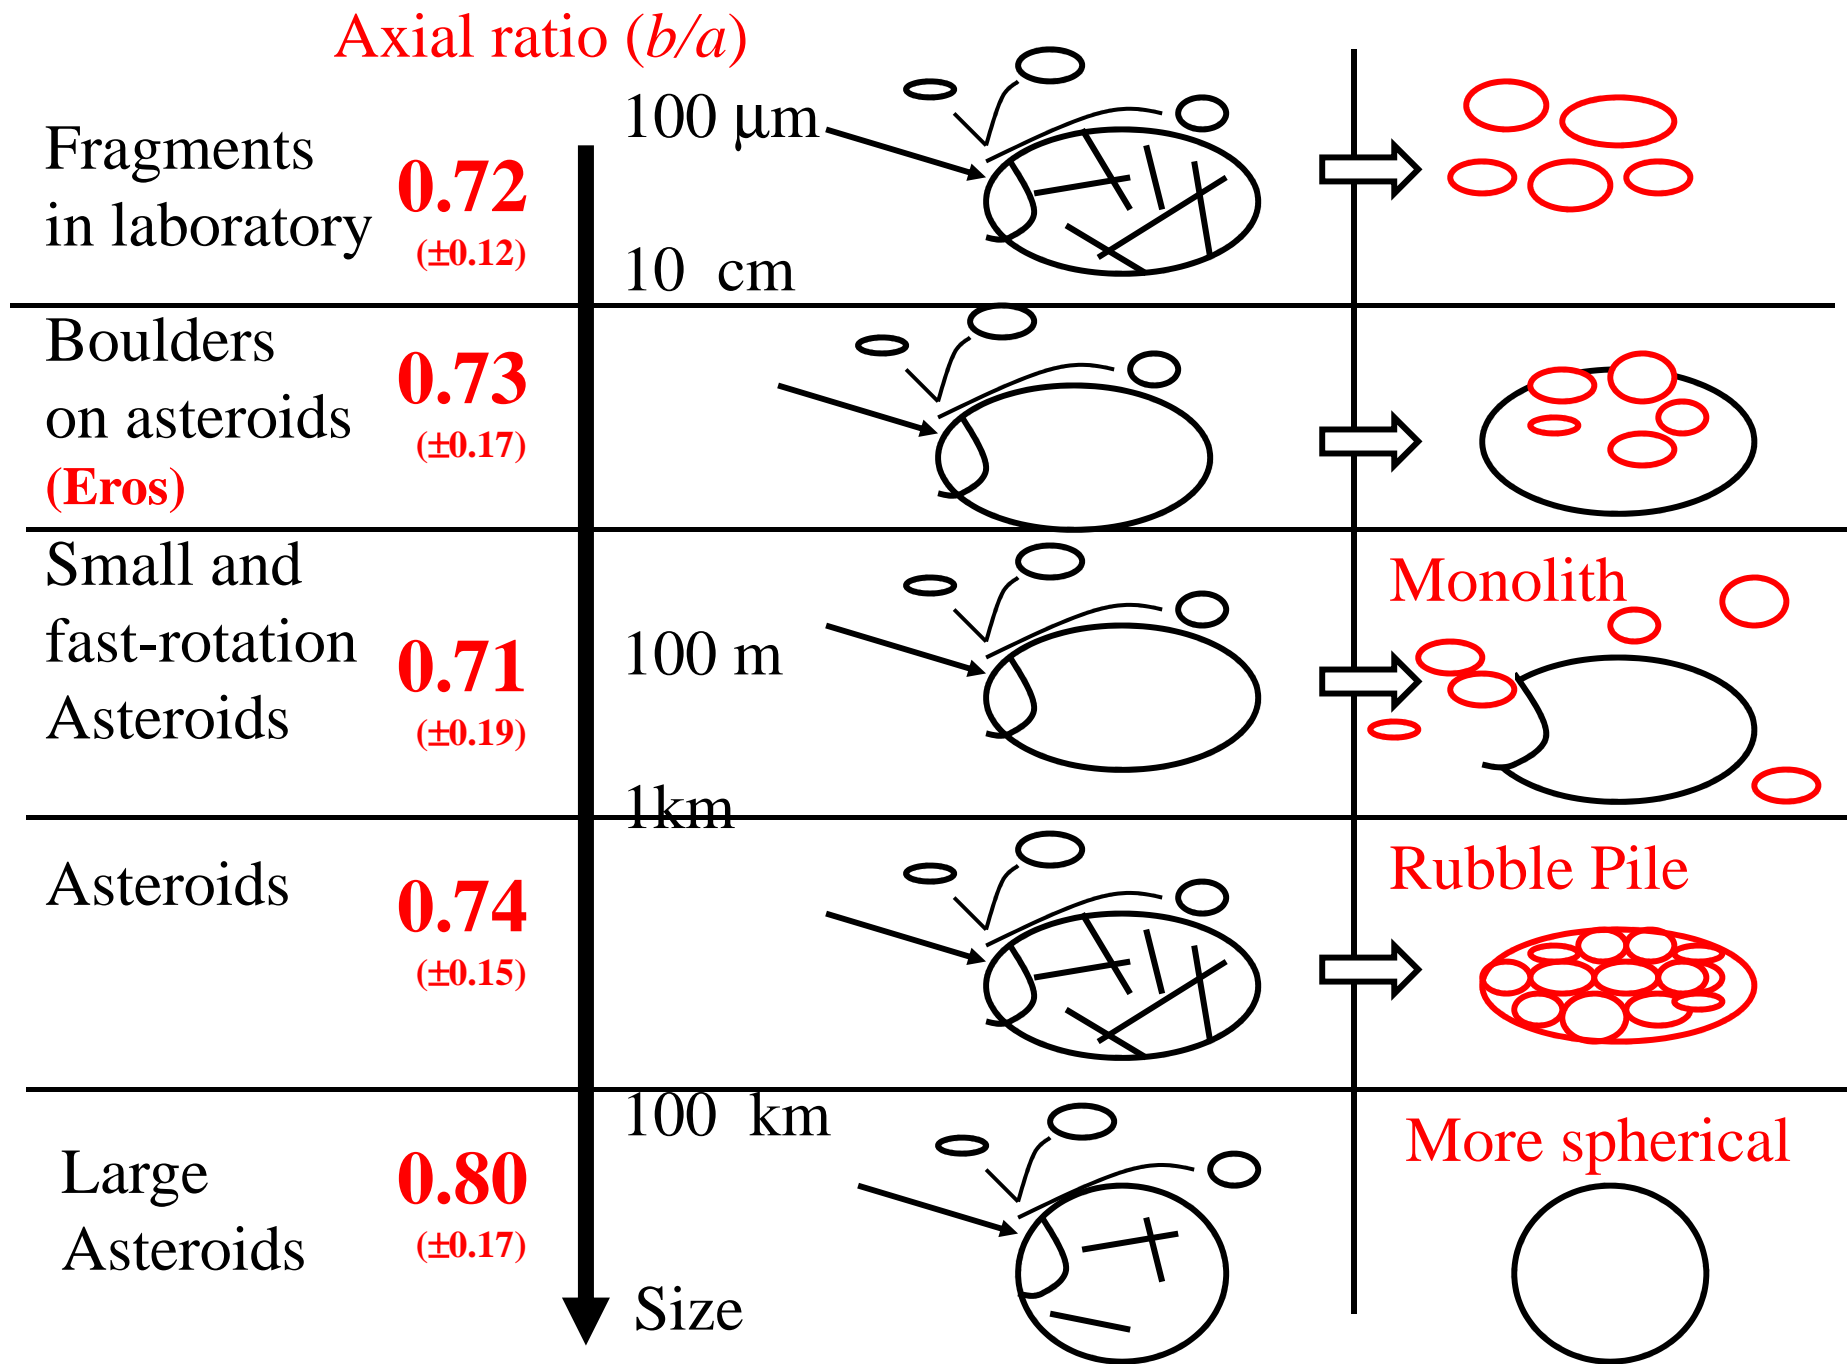 Axial ratio (b/a)
100 μm
Fragments
in laboratory
0.72
(±0.12)
10 cm
Boulders
on asteroids
(Eros)
0.73
(±0.17)
Small and
fast-rotation
Asteroids
0.71
(±0.19)
100 m
Monolith
1km
Asteroids
0.74
(±0.15)
Rubble Pile
100 km
Large
Asteroids
0.80
(±0.17)
More spherical
Size